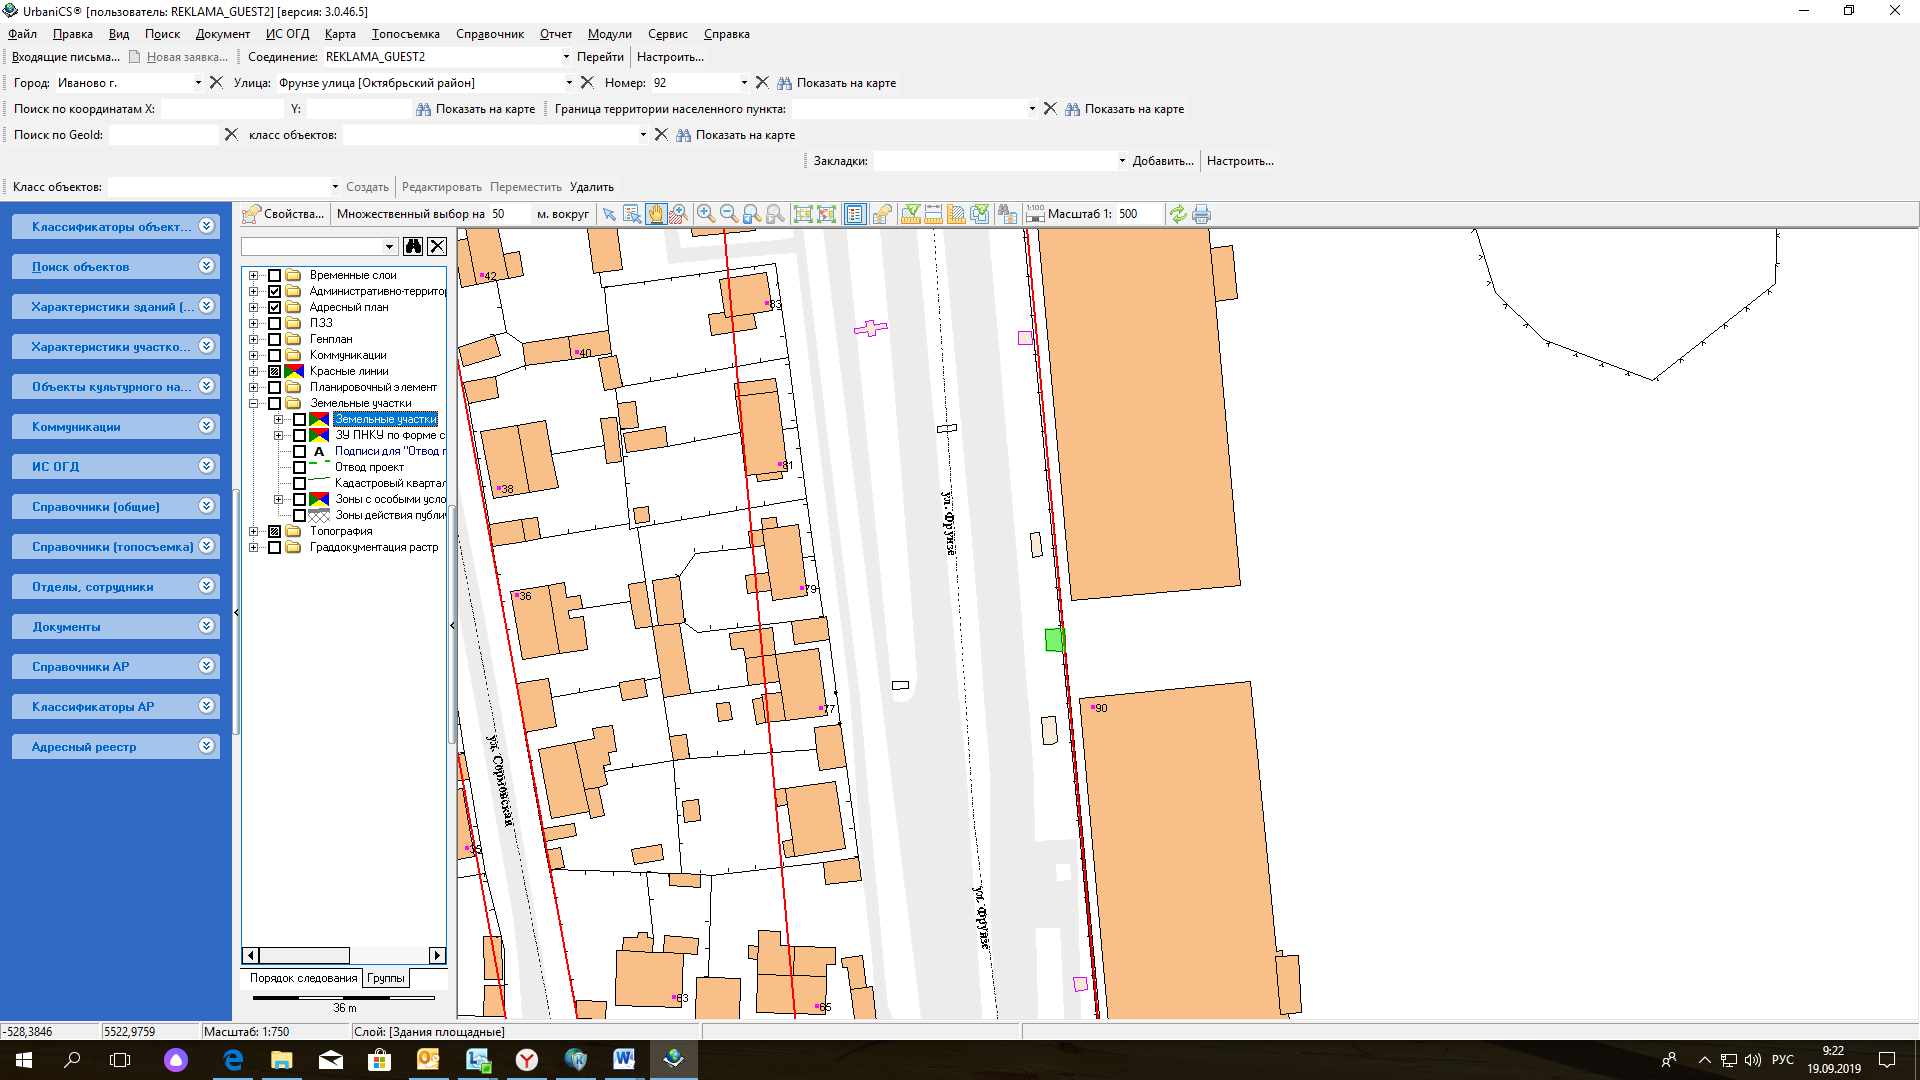 UrbaniCS® [пользователь: REKLAMA_GUEST2] [версия: 3.0.46.5]
Файл Правка Вид Поиск Документ ИС ОГД Карта Топосъемка Справочник Отчет Модули Сервис Справка
Входящие письма... Новая заявка... Соединение: REKLAMA_GUEST2 Перейти Настроить...
Город: Иваново г. Улица: Фрунзе улица [Октябрьский район] Номер: 92 Показать на карте
Поиск по координатам X: Y: Показать на карте Граница территории населенного пункта: Показать на карте
Поиск по GeoId: класс объектов: Показать на карте
Закладки: Добавить... Настроить...
Класс объектов: Создать Редактировать Переместить Удалить
Свойства... Множественный выбор на 50 м. вокруг 1:100 Масштаб 1: 500
Классификаторы объект...
Поиск объектов
Характеристики зданий (...
Характеристики участко...
Объекты культурного на...
Коммуникации
ИС ОГД
Справочники (общие)
Справочники (топосъемка)
Отделы, сотрудники
Документы
Справочники АР
Классификаторы АР
Адресный реестр
Временные слои
Административно-территор
Адресный план
ПЗЗ
Генплан
Коммуникации
Красные линии
Планировочный элемент
Земельные участки
Земельные участки
ЗУ ПНКУ по форме с
A Подписи для "Отвод п
Отвод проект
Кадастровый квартал
Зоны с особыми усло
Зоны действия публи
Топография
Граддокументация растр
Порядок следования Группы
36 m
42
83
40
81
38
79
36
77
90
35
63
65
ул. Фрунзе
ул. Сормовская
ул. Фрунзе
-528,3846 5522,9759 Масштаб: 1:750 Слой: [Здания площадные]
РУС 9:22
19.09.2019